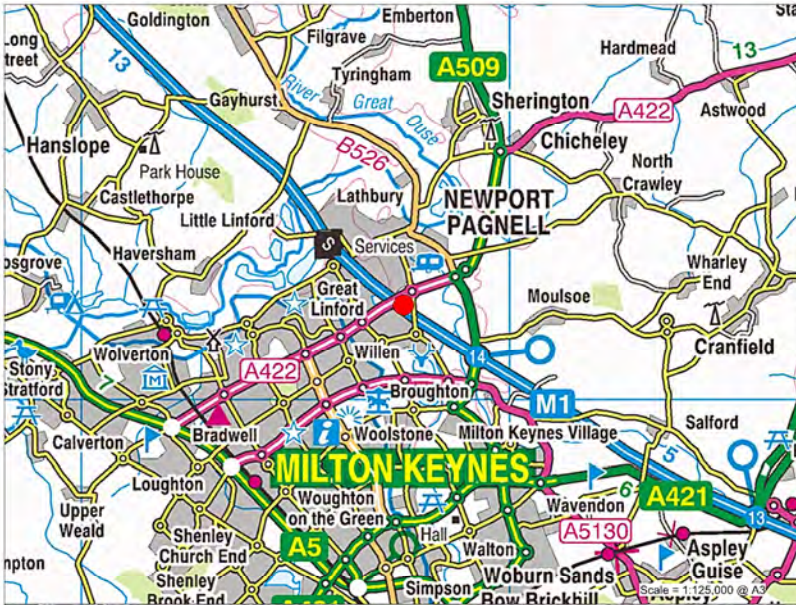 Goldington
Emberton
Long
Street
13
Filgrave
Hardmead
13
Tyringham
A509
River Great Ouse
Sherington
A422
Astwood
Gayhurst
Hanslope
Chicheley
B526
Park House
North
Crawley
Castlethorpe
Lathbury
NEWPORT
PAGNELL
Little Linford
S
Services
Haversham
osgrove
Wharley
End
Great
Linford
Moulsoe
Cranfield
Wolverton
Willen
14
Stony
Stratford
7
A422
M1
Broughton
Salford
Calverton
Bradwell
i
Woolstone
Milton Keynes Village
5
MILTON KEYNES
Loughton
6
A421
Upper
Weald
Woughton
on the Green
Wavendon
13
Hall
A5130
Shenley
Church End
A5
Walton
Aspley
Guise
mpton
Shenley
Brook End
Simpson
Woburn Sands
Bow Brickhill
Scale = 1:125,000 @ A3